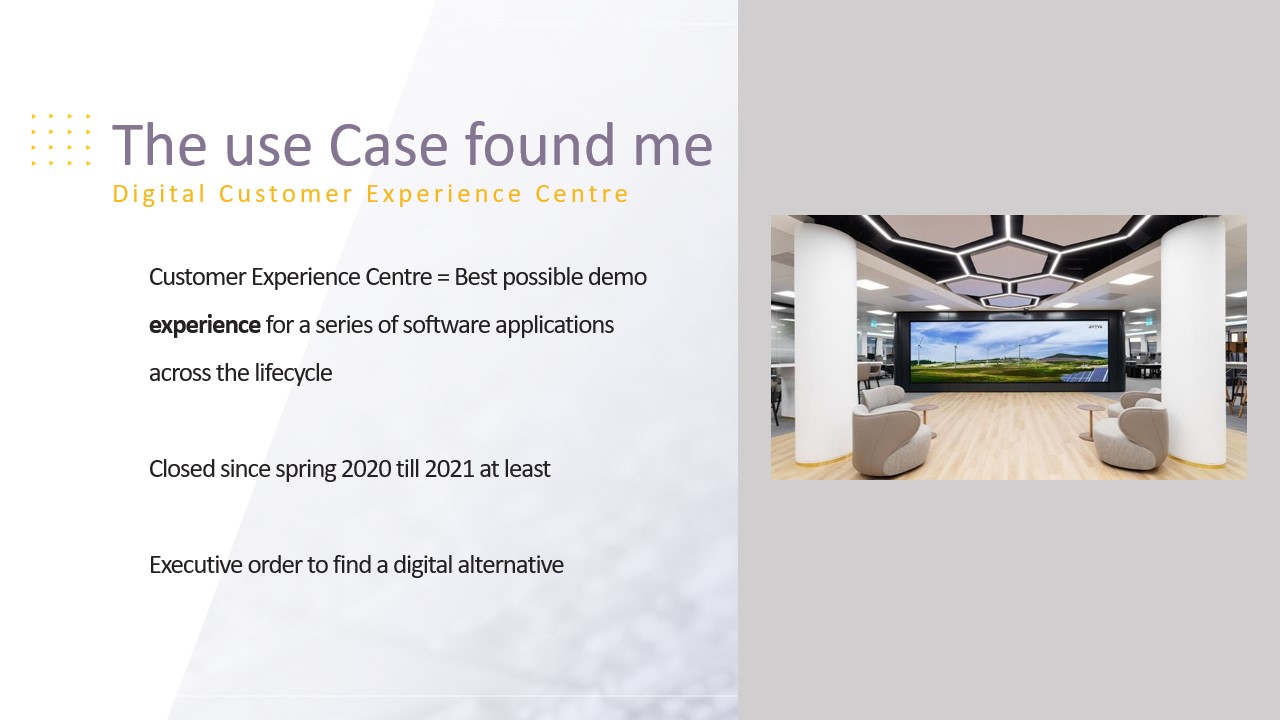 The use Case found me
Digital Customer Experience Centre
Customer Experience Centre = Best possible demo
experience for a series of software applications
across the lifecycle
Closed since spring 2020 till 2021 at least
Executive order to find a digital alternative
AVEVA